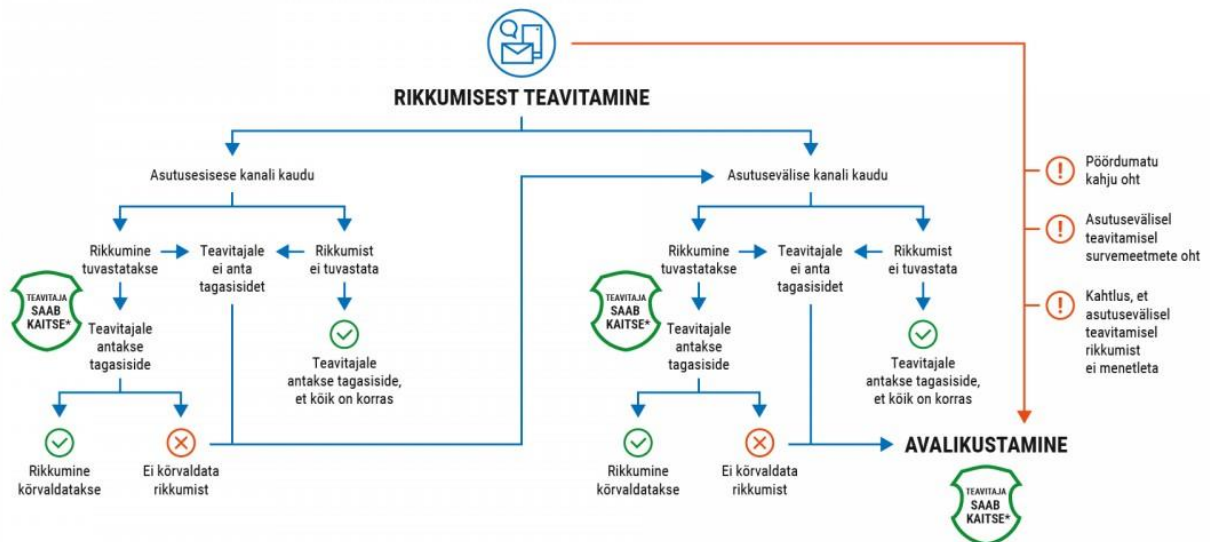 RIKKUMISEST TEAVITAMINE
Asutusesisese kanali kaudu
Asutusevälise kanali kaudu
Rikkumine
tuvastatakse
Teavitajale
ei anta
tagasisidet
Rikkumist
ei tuvastata
TEAVITAJA
SAAB
KAITSE*
Teavitajale
antakse
tagasiside
Teavitajale
antakse tagasiside,
et kõik on korras
Rikkumine
kõrvaldatakse
Ei kõrvaldata
rikkumist
Rikkumine
tuvastatakse
Teavitajale
ei anta
tagasisidet
Rikkumist
ei tuvastata
TEAVITAJA
SAAB
KAITSE*
Teavitajale
antakse
tagasiside
Teavitajale
antakse tagasiside,
et kõik on korras
Rikkumine
kõrvaldatakse
Ei kõrvaldata
rikkumist
Pöördumatu
kahju oht
Asutusevälisel
teavitamisel
survemeetmete oht
Kahtlus, et
asutusevälisel
teavitamisel
rikkumist
ei menetleta
AVALIKUSTAMINE
TEAVITAJA
SAAB
KAITSE*